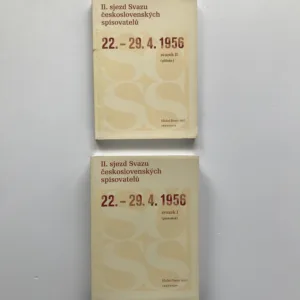 II. sjezd Svazu
československých
spisovatelů
22. – 29. 4. 1956
svazek II
II. sjezd Svazu
československých
spisovatelů
22. – 29. 4. 1956
svazek I